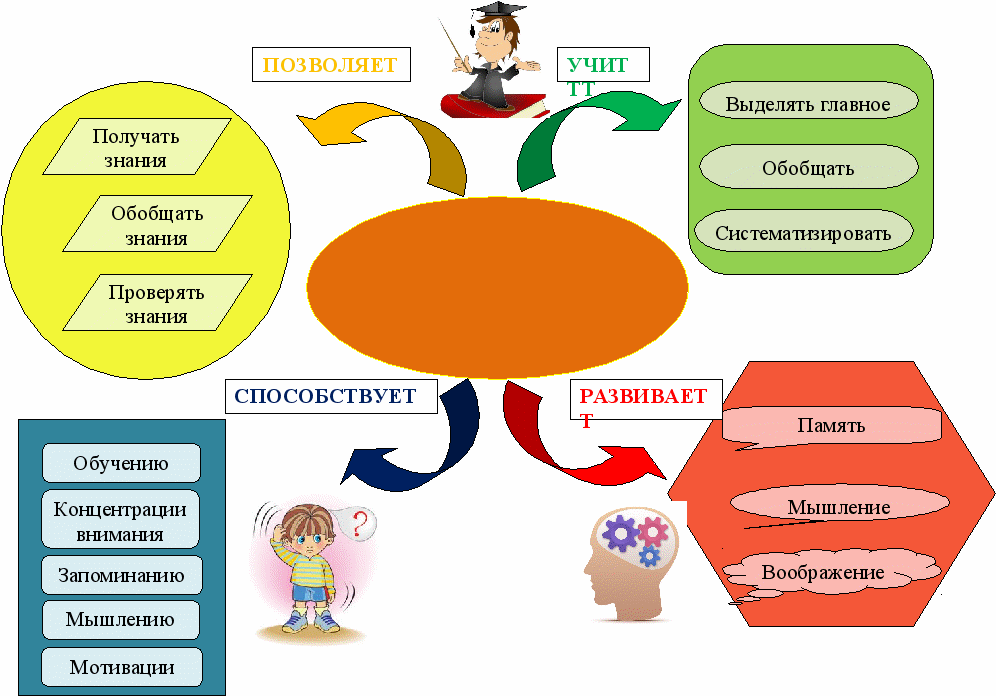 ПОЗВОЛЯЕТ
Получать
знания
Обобщать
знания
Проверять
знания
УЧИТ
ТТ
Выделять главное
Обобщать
Систематизировать
СПОСОБСТВУЕТ
Обучению
Концентрации
внимания
Запоминанию
Мышлению
Мотивации
?
РАЗВИВАЕТ
Т
Память
Мышление
Воображение